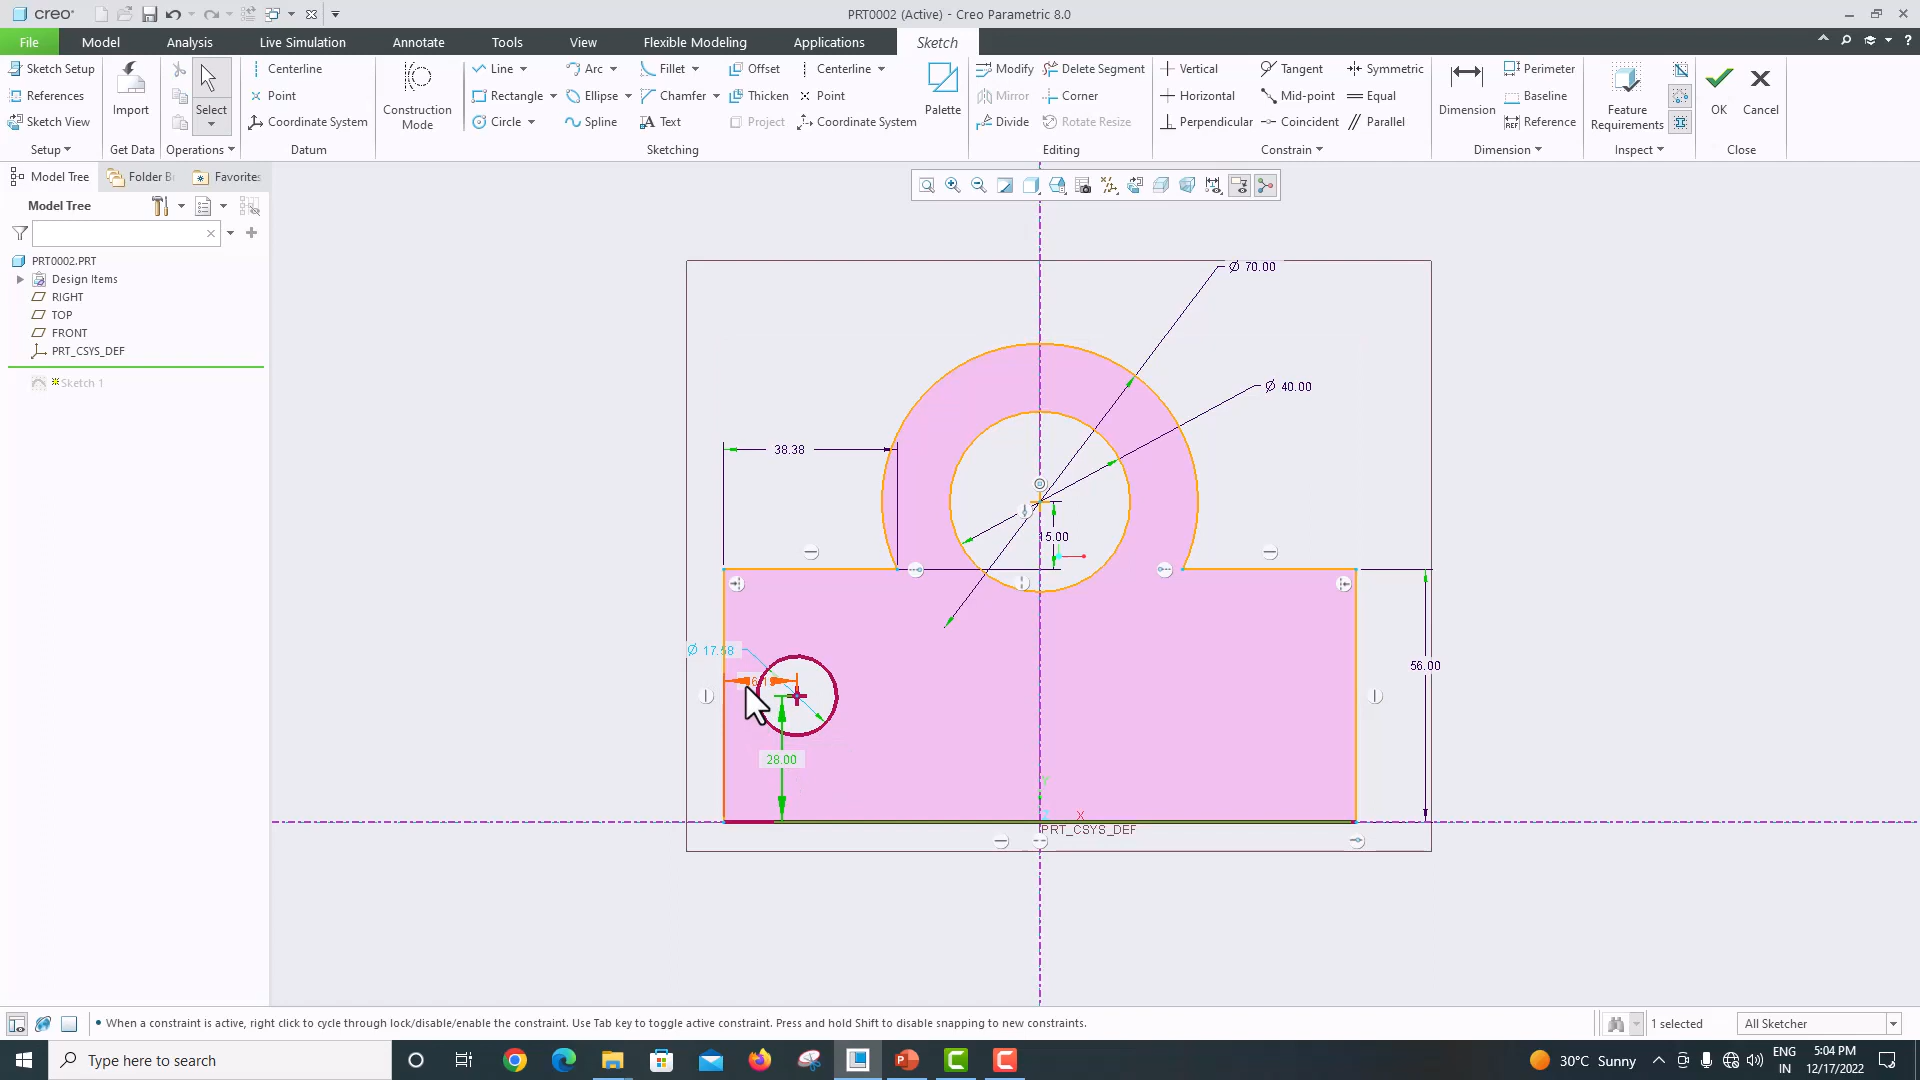 creo PRT0002 (Active) - Creo Parametric 8.0
File Model Analysis Live Simulation Annotate Tools View Flexible Modeling Applications Sketch
Sketch Setup Centerline Line Arc Fillet Offset Centerline Modify Delete Segment Vertical Tangent Symmetric Perimeter
References Import Select Point Construction Mode Rectangle Ellipse Chamfer Thicken Point Palette Mirror Corner Horizontal Mid-point Equal Dimension Baseline Feature Requirements OK Cancel
Sketch View Coordinate System Circle Spline Text Project Coordinate System Divide Rotate Resize Perpendicular Coincident Parallel Reference
Setup Get Data Operations Datum Sketching Editing Constrain Dimension Inspect Close
Model Tree Folder B Favorites
Model Tree
PRT0002.PRT
Design Items
RIGHT
TOP
FRONT
PRT_CSYS_DEF
Sketch 1
Ø 70.00
Ø 40.00
38.38
15.00
Ø 17.58
56.00
28.00
Y
X
PRT_CSYS_DEF
• When a constraint is active, right click to cycle through lock/disable/enable the constraint. Use Tab key to toggle active constraint. Press and hold Shift to disable snapping to new constraints. 1 selected All Sketcher
Type here to search 30°C Sunny ENG IN 5:04 PM 12/17/2022